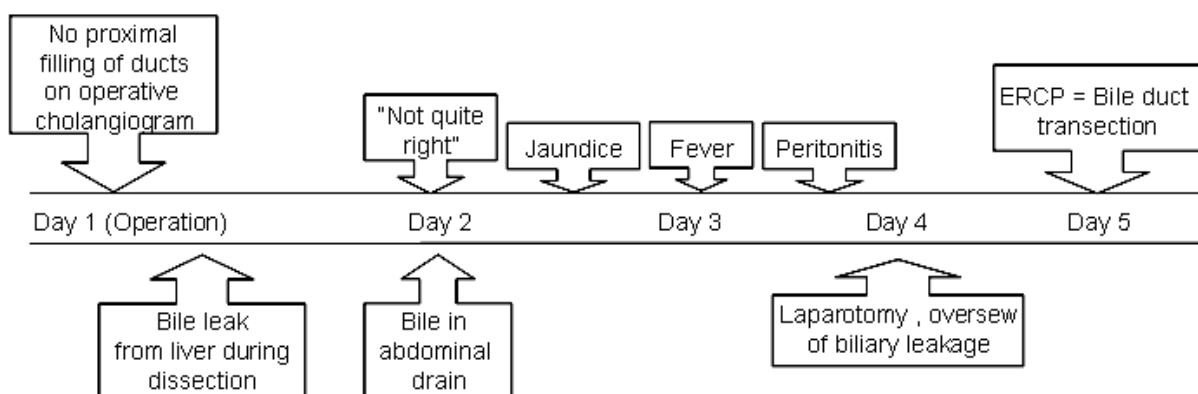 No proximal
filling of ducts
on operative
cholangiogram
"Not quite
right"
Jaundice
Fever
Peritonitis
ERCP = Bile duct
transection
Day 1 (Operation)
Day 2
Day 3
Day 4
Day 5
Bile leak
from liver during
dissection
Bile in
abdominal
drain
Laparotomy , oversew
of biliary leakage